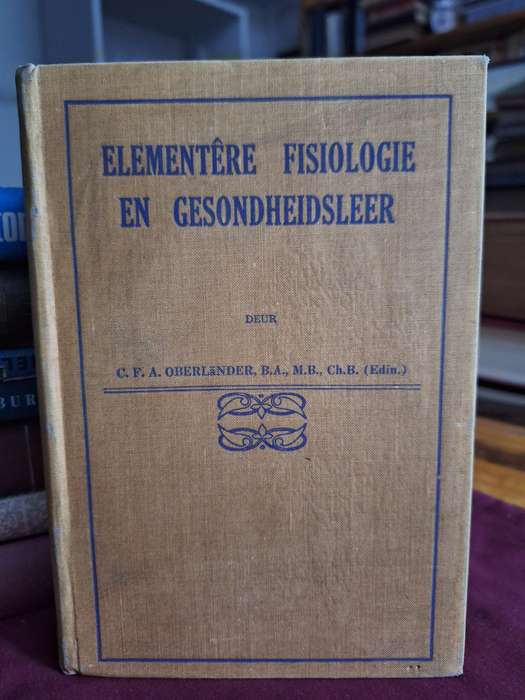 ELEMENTÊRE FISIOLOGIE
EN GESONDHEIDSLEER
DEUR
C. F. A. OBERLäNDER, B.A., M.B., Ch.B. (Edin.)